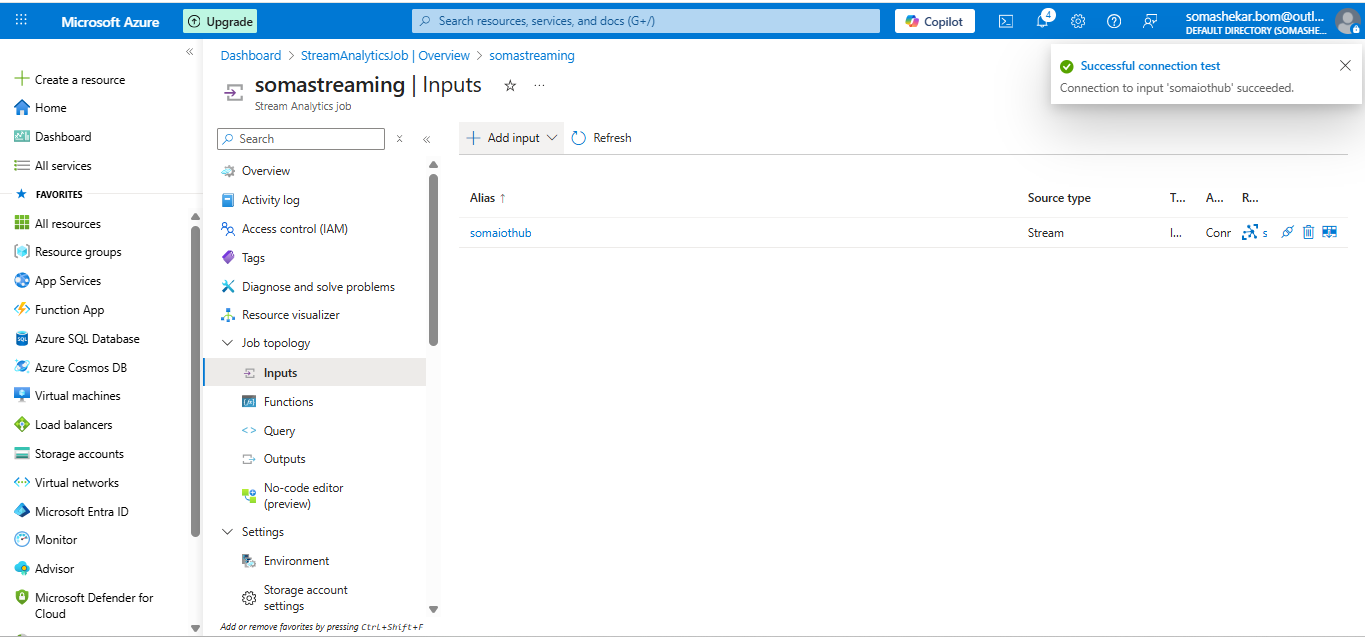 Microsoft Azure
Upgrade
Search resources, services, and docs (G+/)
Copilot
4
somashekar.bom@outl...
DEFAULT DIRECTORY (SOMASHE...
Create a resource
Home
Dashboard
All services
FAVORITES
All resources
Resource groups
App Services
Function App
Azure SQL Database
Azure Cosmos DB
Virtual machines
Load balancers
Storage accounts
Virtual networks
Microsoft Entra ID
Monitor
Advisor
Microsoft Defender for
Cloud
Dashboard > StreamAnalyticsJob | Overview > somastreaming
somastreaming | Inputs
Stream Analytics job
Search
Overview
Activity log
Access control (IAM)
Tags
Diagnose and solve problems
Resource visualizer
Job topology
Inputs
Functions
Query
Outputs
No-code editor
(preview)
Settings
Environment
Storage account
settings
Add or remove favorites by pressing Ctrl+Shift+F
Add input
Refresh
Alias ↑ Source type T... A... R...
somaiothub Stream I... Conr s
Successful connection test
Connection to input 'somaiothub' succeeded.